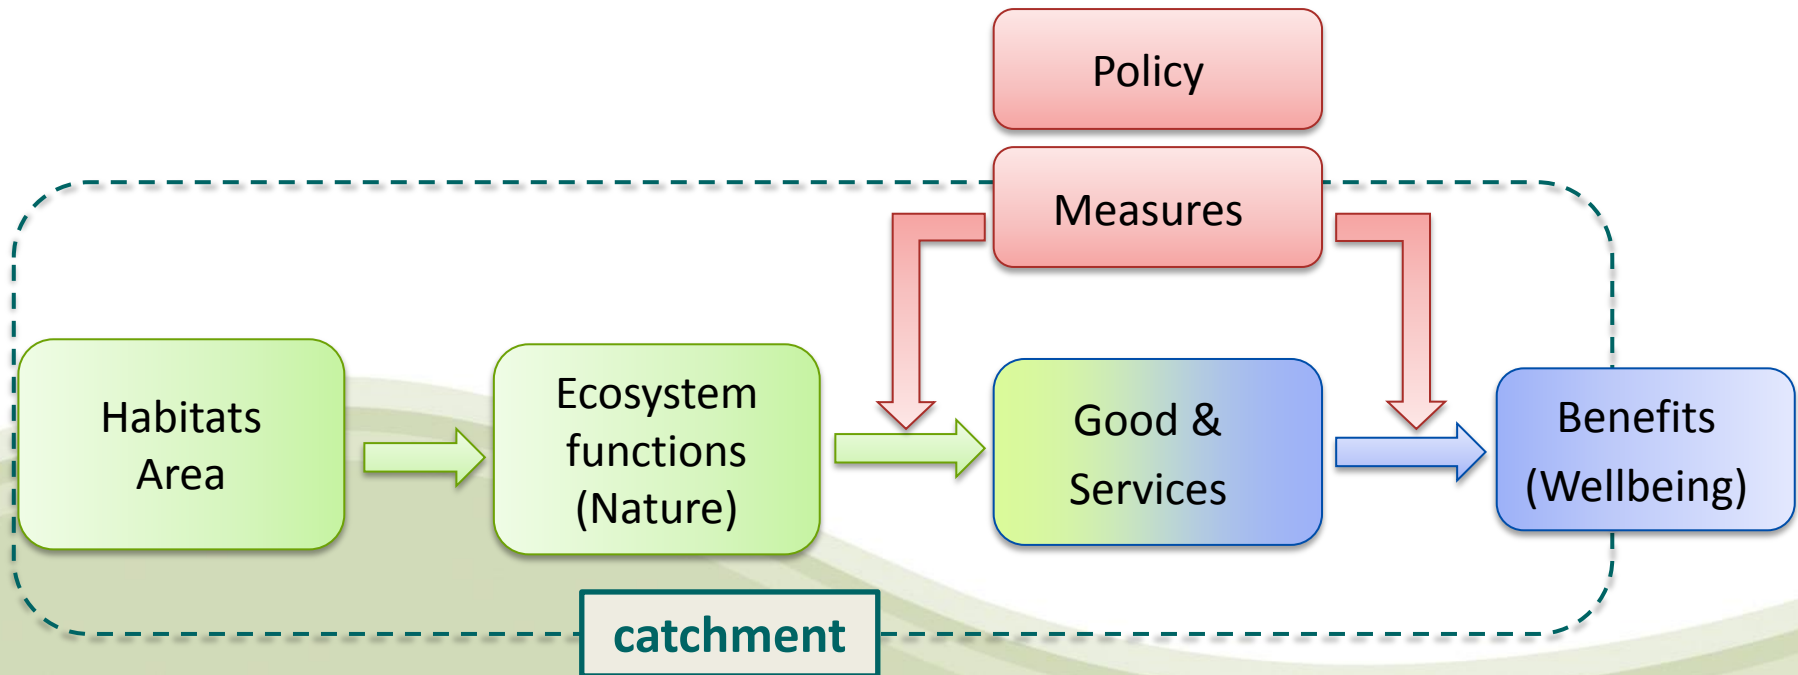 Policy
Measures
Habitats
Area
Ecosystem
functions
(Nature)
Good &
Services
Benefits
(Wellbeing)
catchment